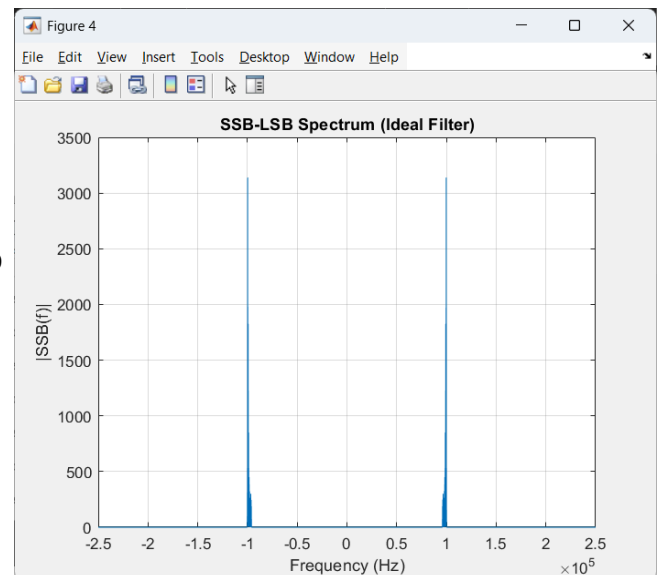 Figure 4
File Edit View Insert Tools Desktop Window Help
SSB-LSB Spectrum (Ideal Filter)
3500
3000
2500
2000
1500
1000
500
0
|SSB(f)|
-2.5 -2 -1.5 -1 -0.5 0 0.5 1 1.5 2 2.5
Frequency (Hz)
×10⁵